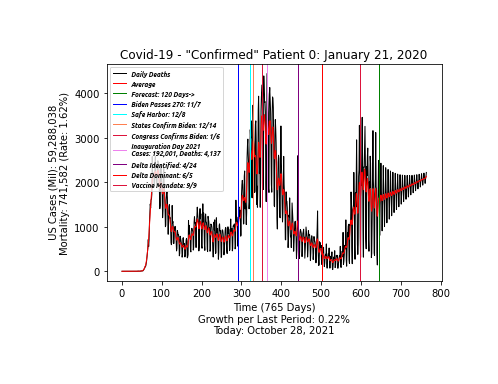 Covid-19 - "Confirmed" Patient 0: January 21, 2020
US Cases (Mil): 59,288,038
Mortality: 741,582 (Rate: 1.62%)
4000
3000
2000
1000
0
Daily Deaths
Average
Forecast: 120 Days->
Biden Passes 270: 11/7
Safe Harbor: 12/8
States Confirm Biden: 12/14
Congress Confirms Biden: 1/6
Inauguration Day 2021
Cases: 192,001, Deaths: 4,137
Delta Identified: 4/24
Delta Dominant: 6/5
Vaccine Mandate: 9/9
0 100 200 300 400 500 600 700 800
Time (765 Days)
Growth per Last Period: 0.22%
Today: October 28, 2021